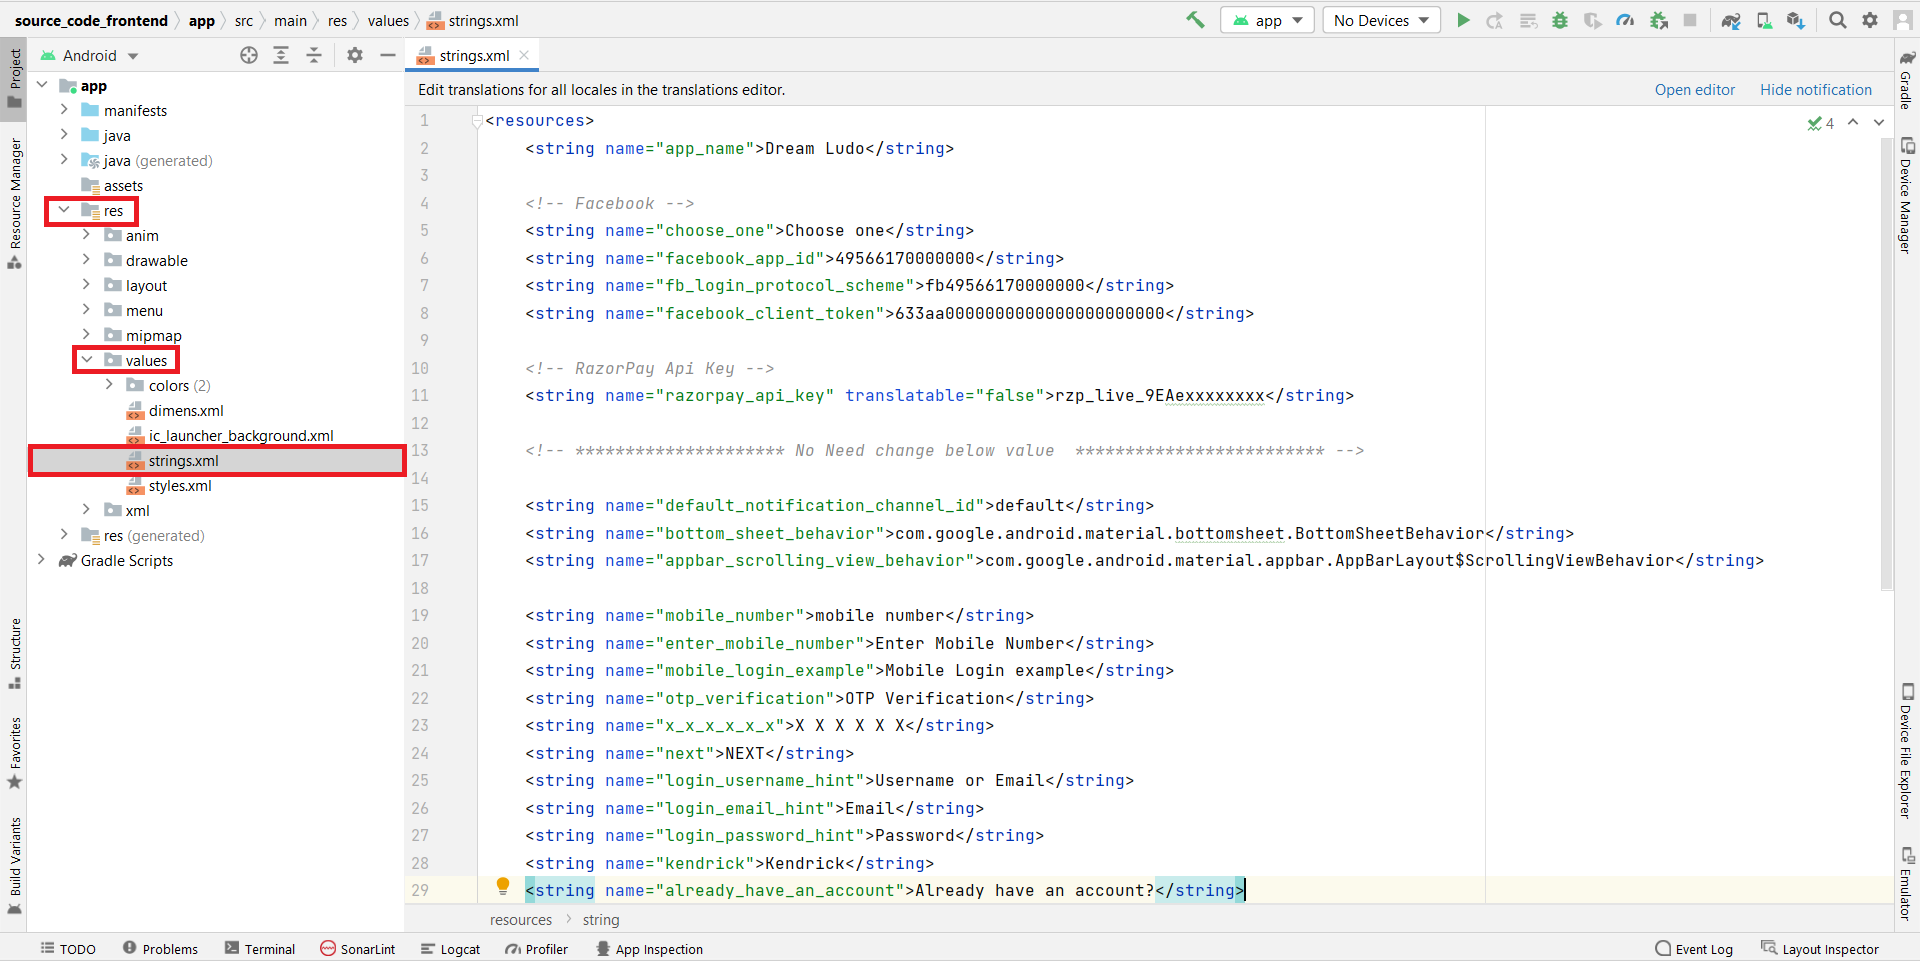 source_code_frontend app src main res values strings.xml
app No Devices
Android
strings.xml
Edit translations for all locales in the translations editor. Open editor Hide notification
Project
Resource Manager
Structure
Favorites
Build Variants
app
manifests
java
java (generated)
assets
res
anim
drawable
layout
menu
mipmap
values
colors (2)
dimens.xml
ic_launcher_background.xml
strings.xml
styles.xml
xml
res (generated)
Gradle Scripts
4
1 <resources>
2 <string name="app_name">Dream Ludo</string>
3
4 <!-- Facebook -->
5 <string name="choose_one">Choose one</string>
6 <string name="facebook_app_id">49566170000000</string>
7 <string name="fb_login_protocol_scheme">fb49566170000000</string>
8 <string name="facebook_client_token">633aa0000000000000000000000</string>
9
10 <!-- RazorPay Api Key -->
11 <string name="razorpay_api_key" translatable="false">rzp_live_9EAexxxxxxxx</string>
12
13 <!-- ********************* No Need change below value ************************* -->
14
15 <string name="default_notification_channel_id">default</string>
16 <string name="bottom_sheet_behavior">com.google.android.material.bottomsheet.BottomSheetBehavior</string>
17 <string name="appbar_scrolling_view_behavior">com.google.android.material.appbar.AppBarLayout$ScrollingViewBehavior</string>
18
19 <string name="mobile_number">mobile number</string>
20 <string name="enter_mobile_number">Enter Mobile Number</string>
21 <string name="mobile_login_example">Mobile Login example</string>
22 <string name="otp_verification">OTP Verification</string>
23 <string name="x_x_x_x_x_x">X X X X X X</string>
24 <string name="next">NEXT</string>
25 <string name="login_username_hint">Username or Email</string>
26 <string name="login_email_hint">Email</string>
27 <string name="login_password_hint">Password</string>
28 <string name="kendrick">Kendrick</string>
29 <string name="already_have_an_account">Already have an account?</string>
resources string
Gradle
Device Manager
Device File Explorer
Emulator
TODO Problems Terminal SonarLint Logcat Profiler App Inspection Event Log Layout Inspector